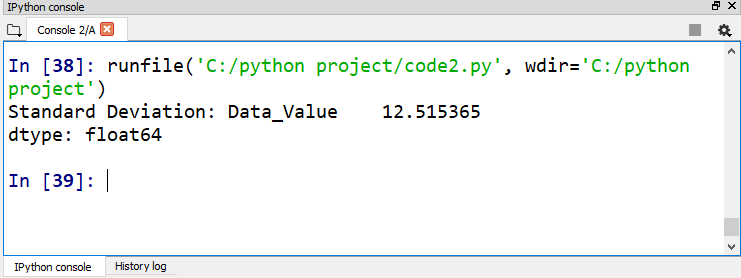 IPython console
Console 2/A
In [38]: runfile('C:/python project/code2.py', wdir='C:/python
project')
Standard Deviation: Data_Value    12.515365
dtype: float64
In [39]:
IPython console History log